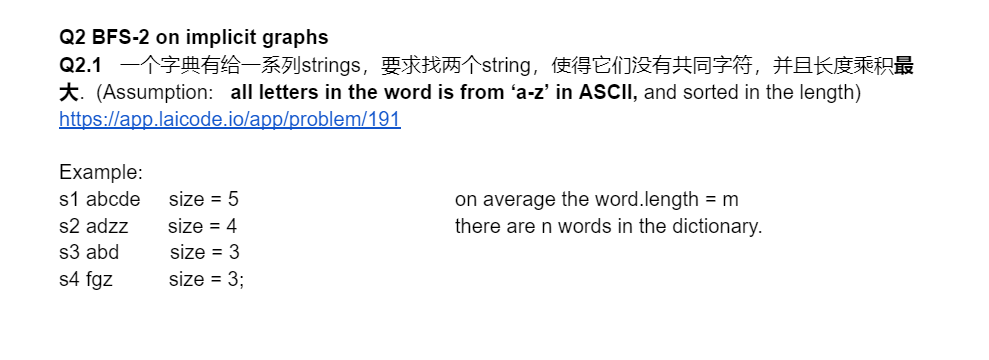 Q2 BFS-2 on implicit graphs
Q2.1 一个字典有给一系列strings，要求找两个string，使得它们没有共同字符，并且长度乘积最
大.  (Assumption:   all letters in the word is from ‘a-z’ in ASCII, and sorted in the length)
https://app.laicode.io/app/problem/191
Example:
s1 abcde size = 5 on average the word.length = m
s2 adzz size = 4 there are n words in the dictionary.
s3 abd size = 3
s4 fgz size = 3;